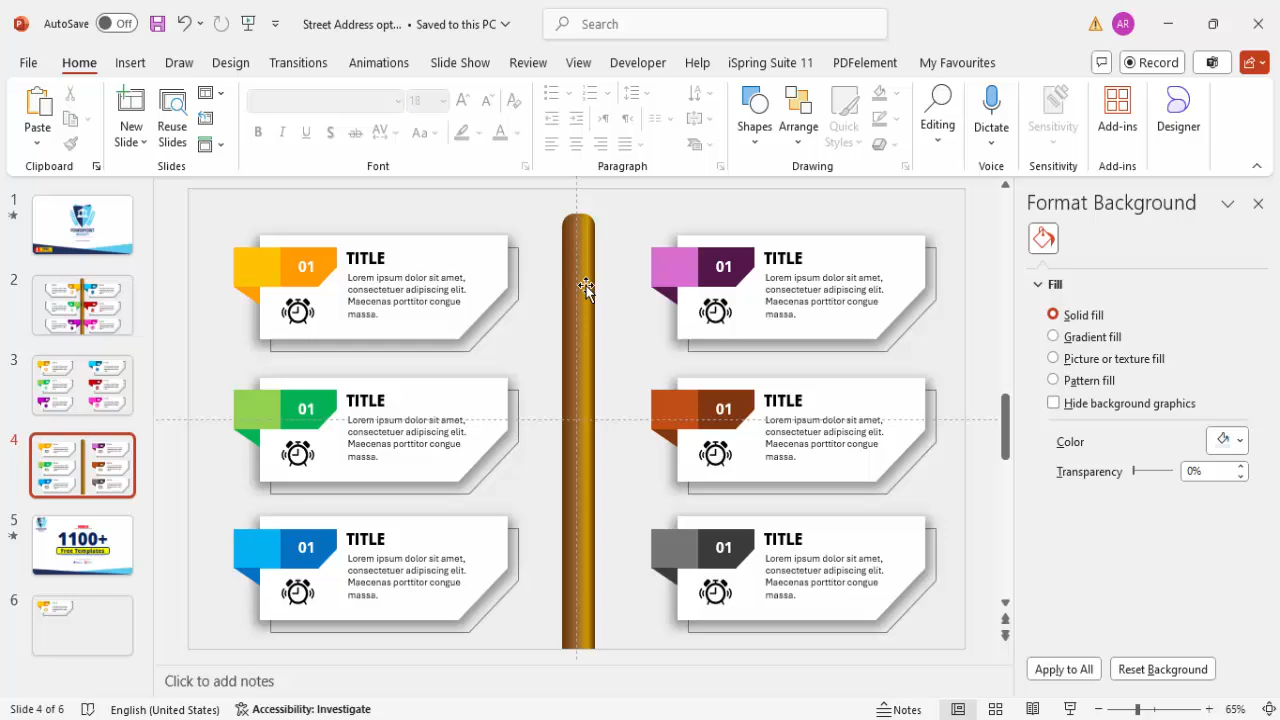 AutoSave Off Street Address opt... • Saved to this PC Search AR
File Home Insert Draw Design Transitions Animations Slide Show Review View Developer Help iSpring Suite 11 PDFelement My Favourites Record
Paste New Slide Reuse Slides 18 Shapes Arrange Quick Styles Editing Dictate Sensitivity Add-ins Designer
Clipboard Slides Font Paragraph Drawing Voice Sensitivity Add-ins
1
2
3
4
5
1100+
Free Templates
6
01 TITLE
Lorem ipsum dolor sit amet,
consectetuer adipiscing elit.
Maecenas porttitor congue
massa.
01 TITLE
Lorem ipsum dolor sit amet,
consectetuer adipiscing elit.
Maecenas porttitor congue
massa.
01 TITLE
Lorem ipsum dolor sit amet,
consectetuer adipiscing elit.
Maecenas porttitor congue
massa.
01 TITLE
Lorem ipsum dolor sit amet,
consectetuer adipiscing elit.
Maecenas porttitor congue
massa.
01 TITLE
Lorem ipsum dolor sit amet,
consectetuer adipiscing elit.
Maecenas porttitor congue
massa.
01 TITLE
Lorem ipsum dolor sit amet,
consectetuer adipiscing elit.
Maecenas porttitor congue
massa.
Format Background
Fill
Solid fill
Gradient fill
Picture or texture fill
Pattern fill
Hide background graphics
Color
Transparency 0%
Apply to All Reset Background
Click to add notes
Slide 4 of 6 English (United States) Accessibility: Investigate Notes 65%